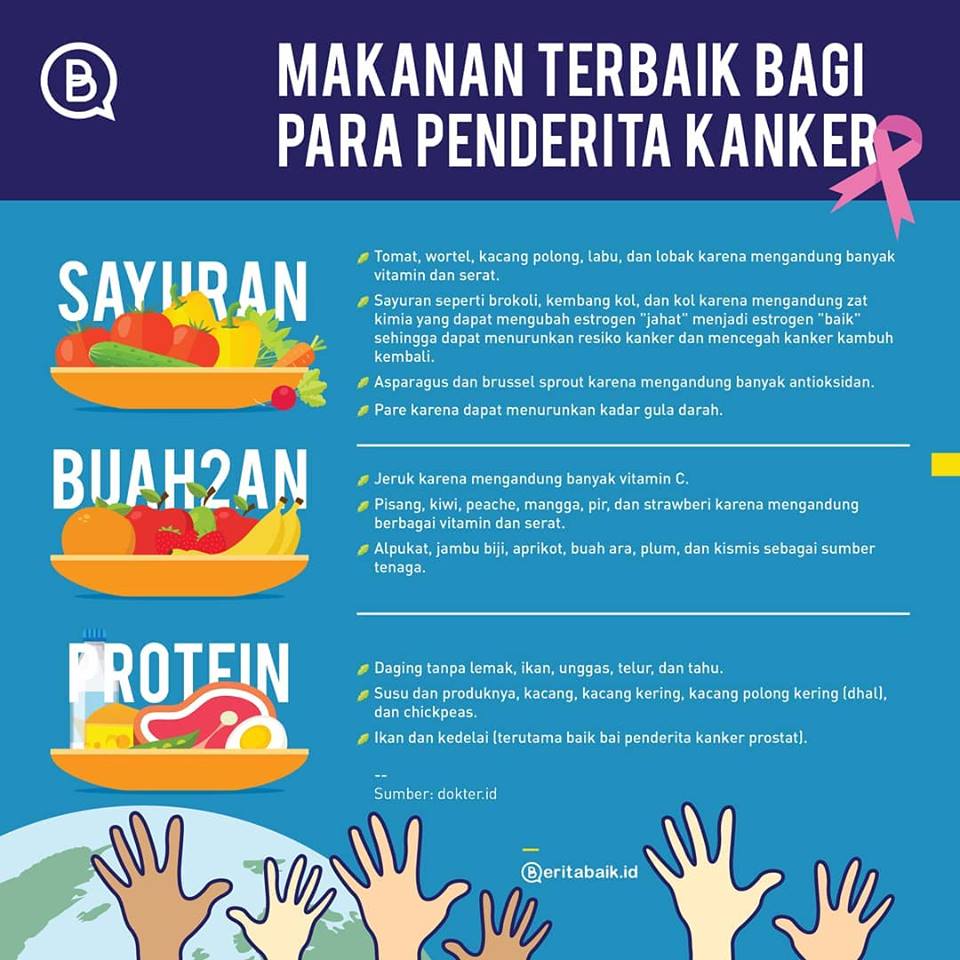 B
MAKANAN TERBAIK BAGI
PARA PENDERITA KANKER
SAYURAN
Tomat, wortel, kacang polong, labu, dan lobak karena mengandung banyak
vitamin dan serat.
Sayuran seperti brokoli, kembang kol, dan kol karena mengandung zat
kimia yang dapat mengubah estrogen "jahat" menjadi estrogen "baik"
sehingga dapat menurunkan resiko kanker dan mencegah kanker kambuh
kembali.
Asparagus dan brussel sprout karena mengandung banyak antioksidan.
Pare karena dapat menurunkan kadar gula darah.
BUAH2AN
Jeruk karena mengandung banyak vitamin C.
Pisang, kiwi, peache, mangga, pir, dan strawberi karena mengandung
berbagai vitamin dan serat.
Alpukat, jambu biji, aprikot, buah ara, plum, dan kismis sebagai sumber
tenaga.
PROTEIN
Daging tanpa lemak, ikan, unggas, telur, dan tahu.
Susu dan produknya, kacang, kacang kering, kacang polong kering (dhal),
dan chickpeas.
Ikan dan kedelai (terutama baik bai penderita kanker prostat).
--
Sumber: dokter.id
Beritabaik.id